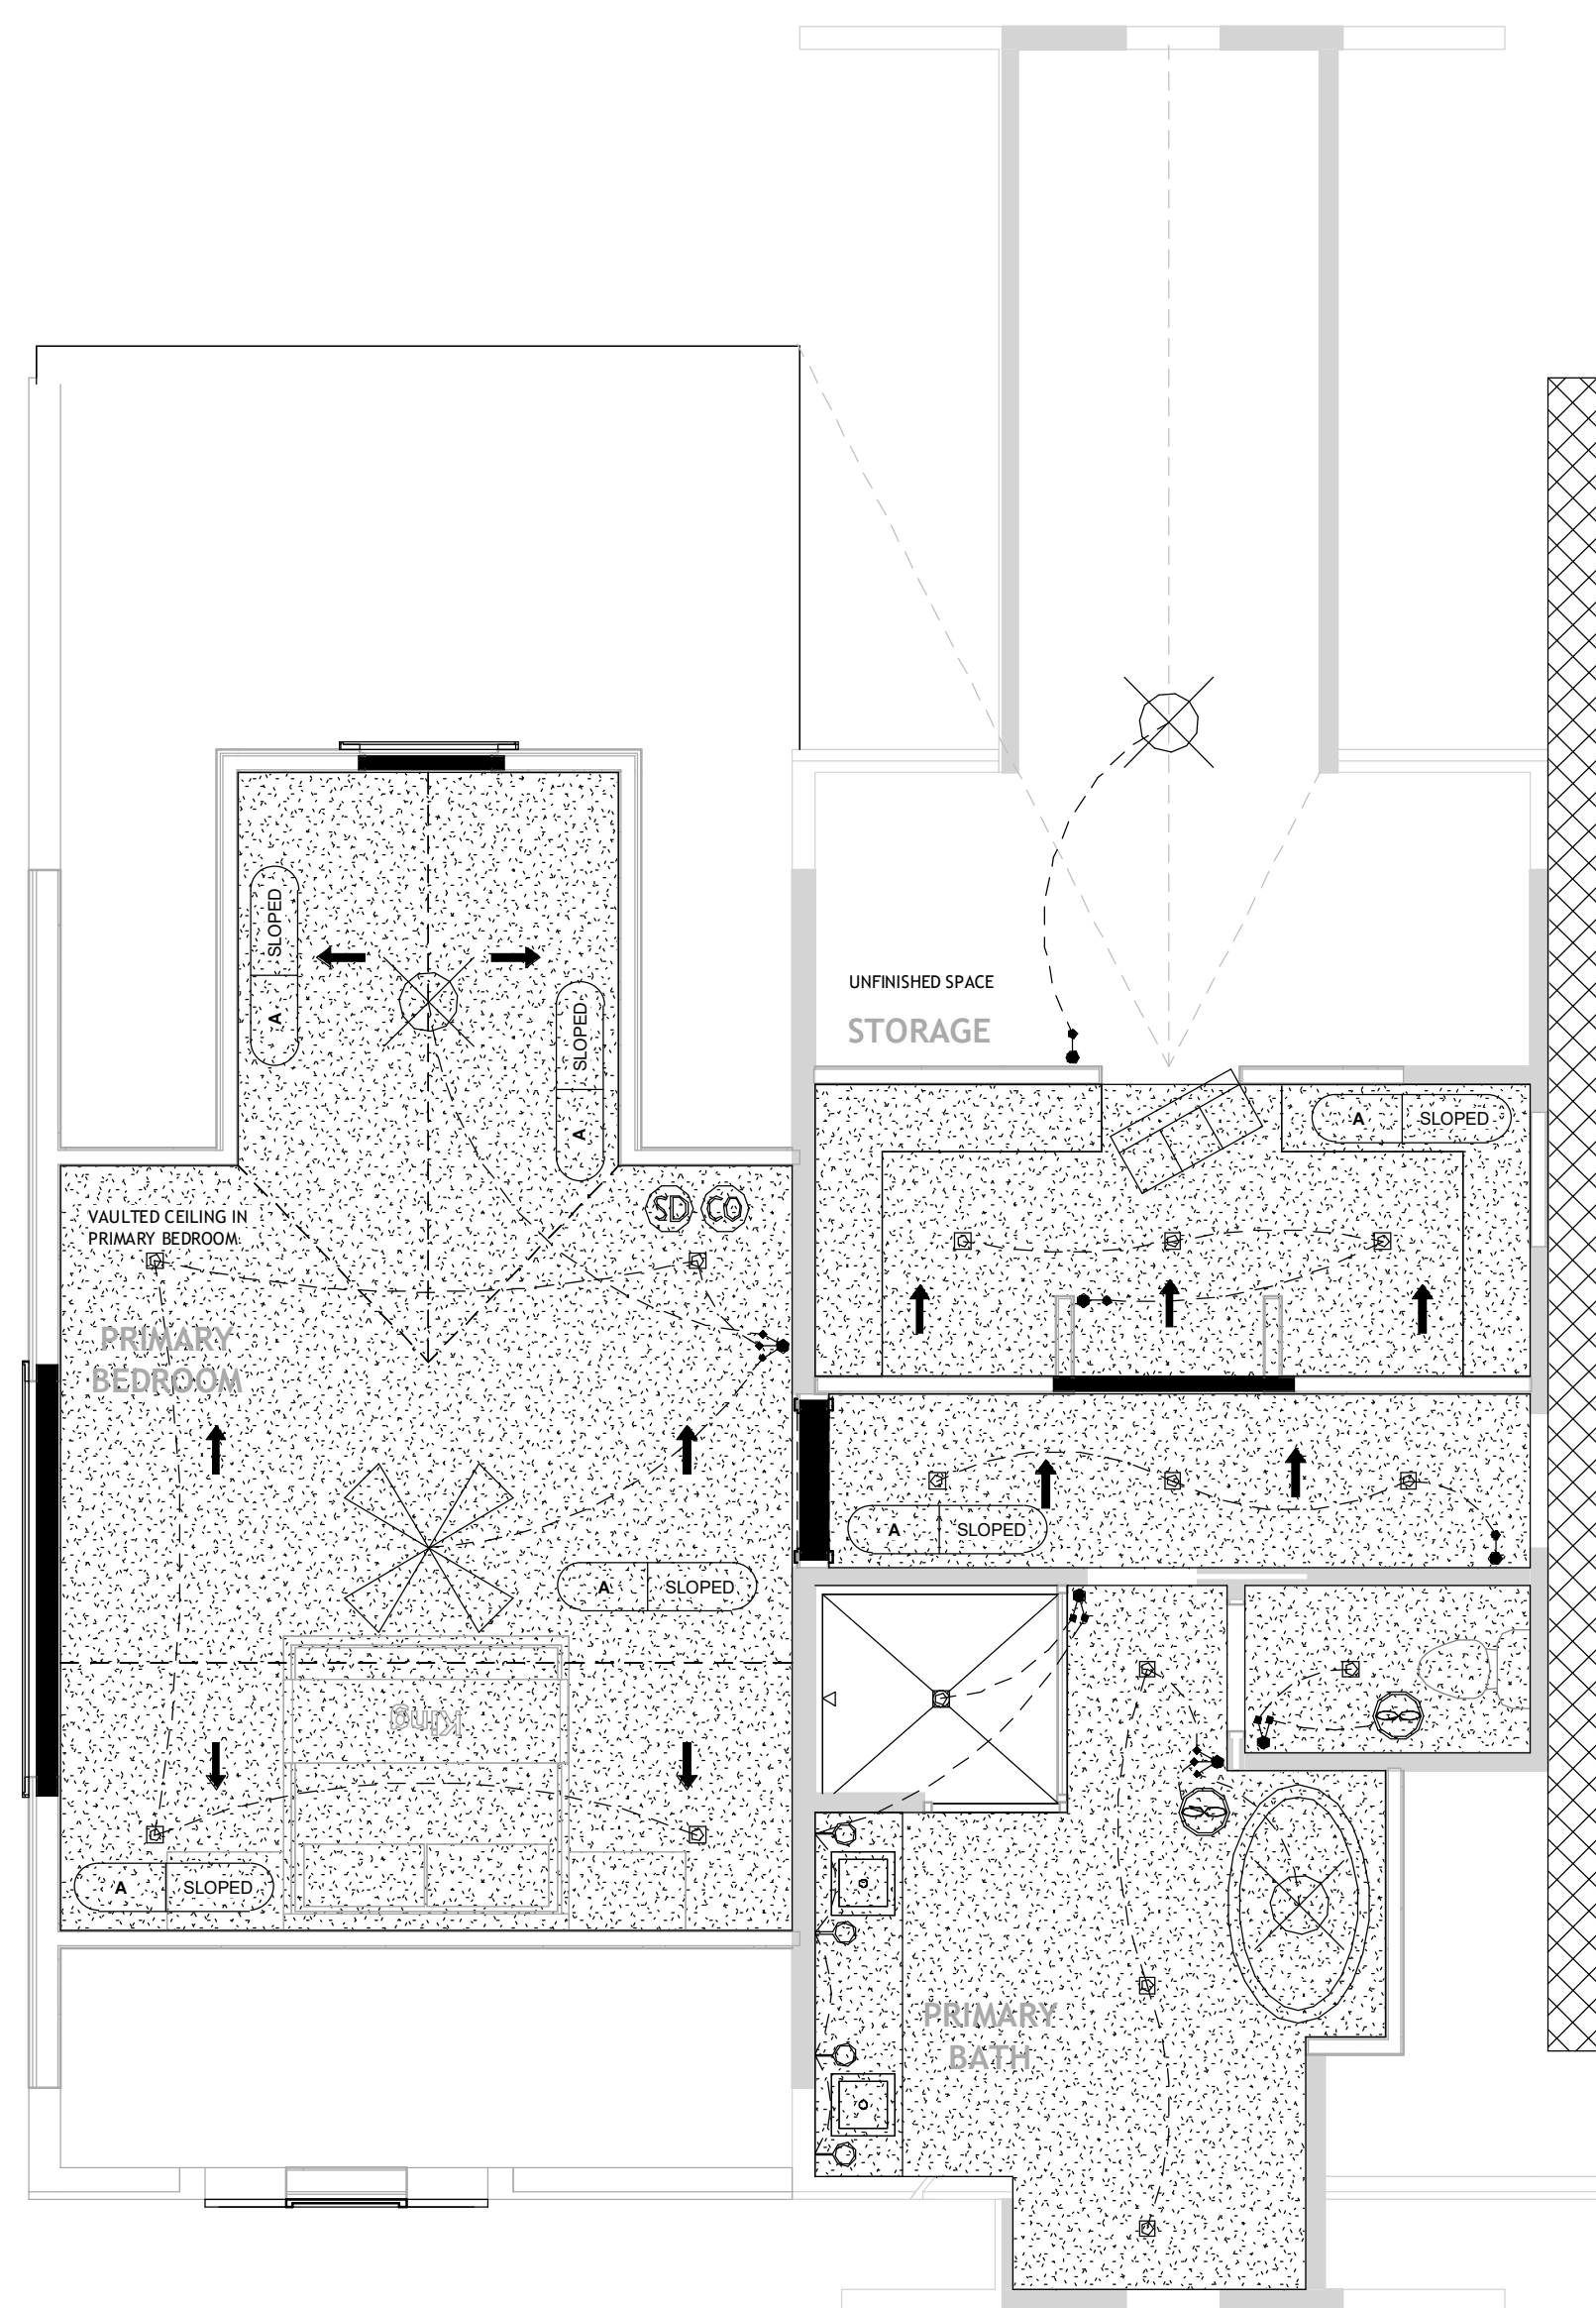 UNFINISHED SPACE
STORAGE
SLOPED
A
SLOPED
A
A SLOPED
SD CO
VAULTED CEILING IN
PRIMARY BEDROOM
PRIMARY
BEDROOM
A SLOPED
A SLOPED
King
A SLOPED
PRIMARY
BATH